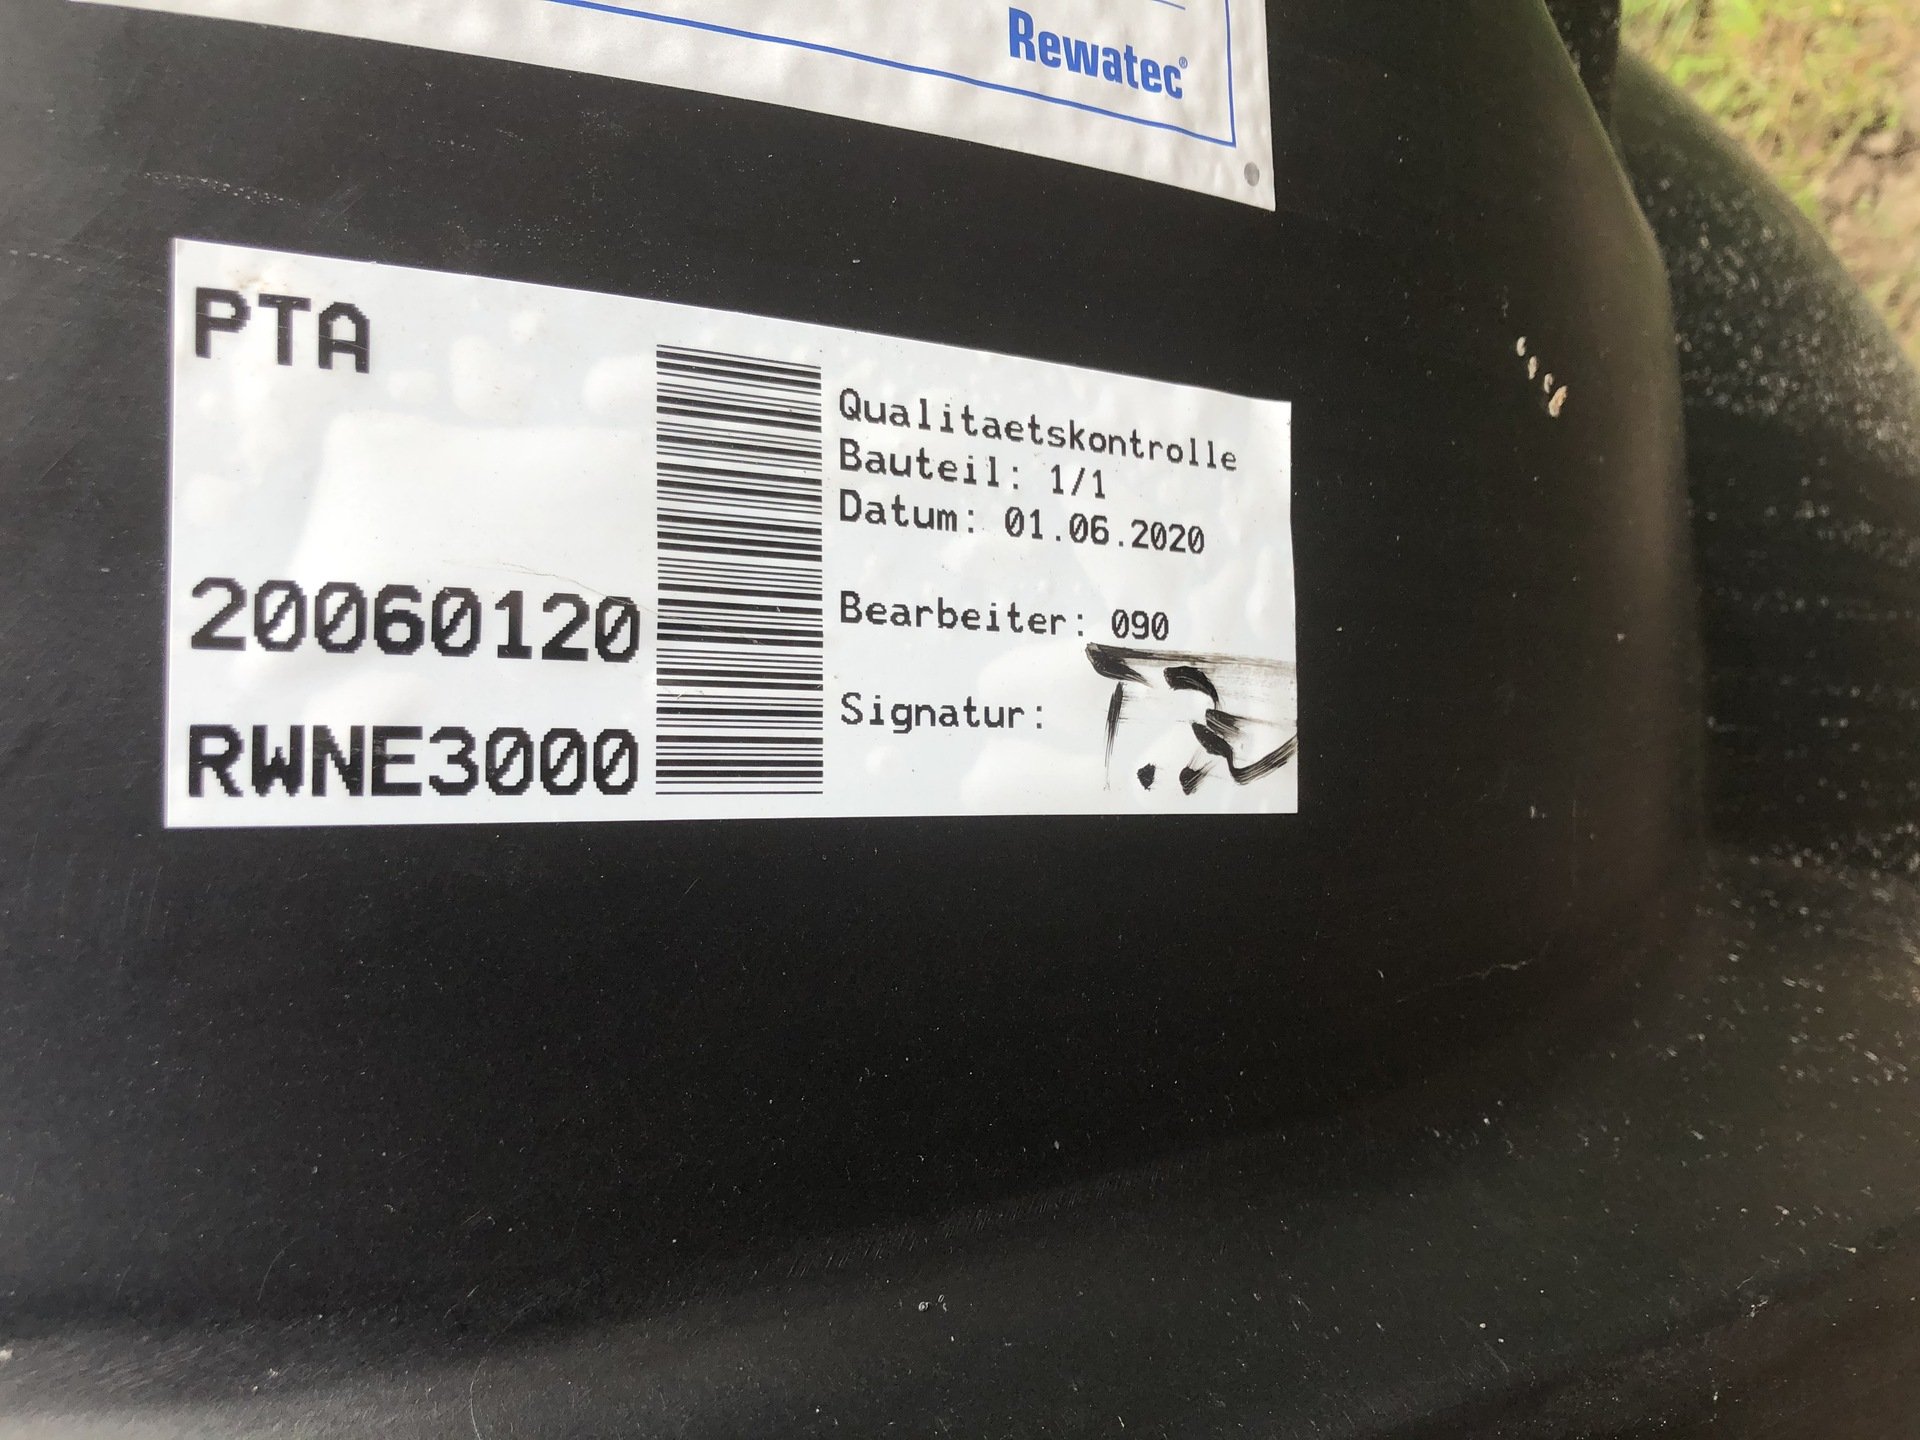 Rewatec®
PTA
20060120
RWNE3000
Qualitaetskontrolle
Bauteil: 1/1
Datum: 01.06.2020
Bearbeiter: 090
Signatur: